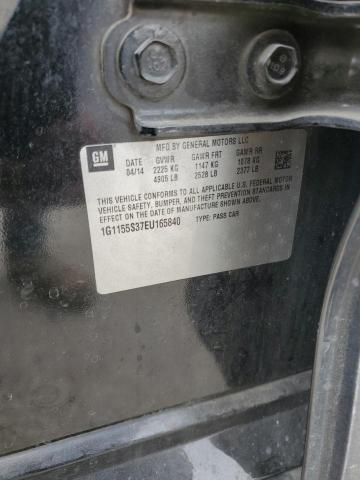 MFG BY GENERAL MOTORS LLC
GM DATE GVWR GAWR FRT GAWR RR
04/14 2225 KG 1147 KG 1078 KG
4905 LB 2528 LB 2377 LB
THIS VEHICLE CONFORMS TO ALL APPLICABLE U.S. FEDERAL MOTOR
VEHICLE SAFETY, BUMPER, AND THEFT PREVENTION STANDARDS IN
EFFECT ON THE DATE OF MANUFACTURE SHOWN ABOVE.
1G1155S37EU165840 TYPE: PASS CAR